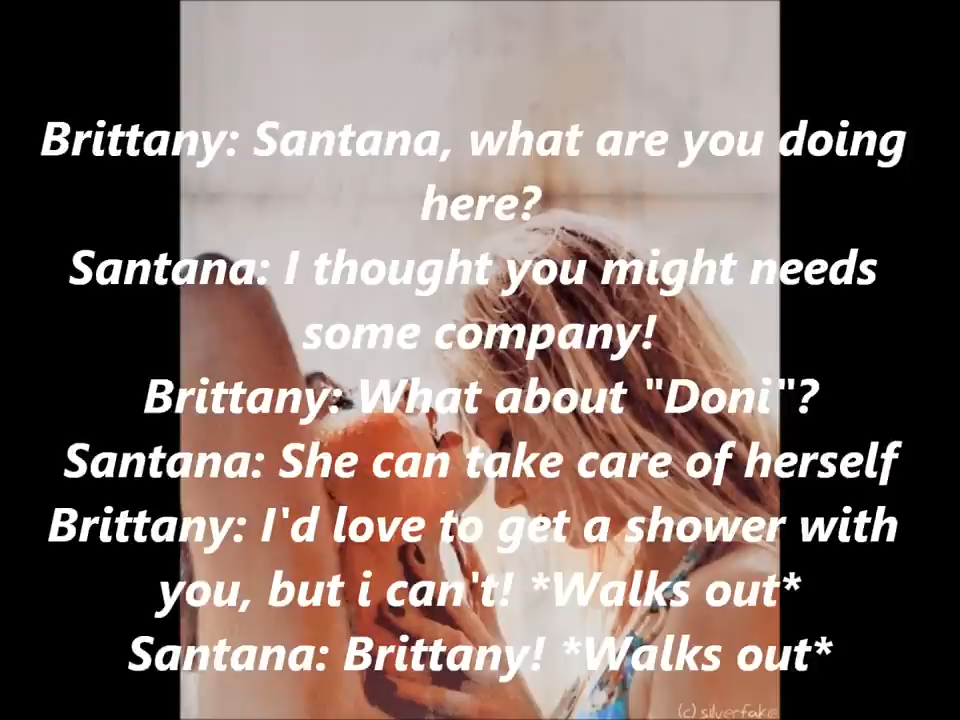 Brittany: Santana, what are you doing
here?
Santana: I thought you might needs
some company!
Brittany: What about "Doni"?
Santana: She can take care of herself
Brittany: I'd love to get a shower with
you, but i can't! *Walks out*
Santana: Brittany! *Walks out*
(c) silverfake